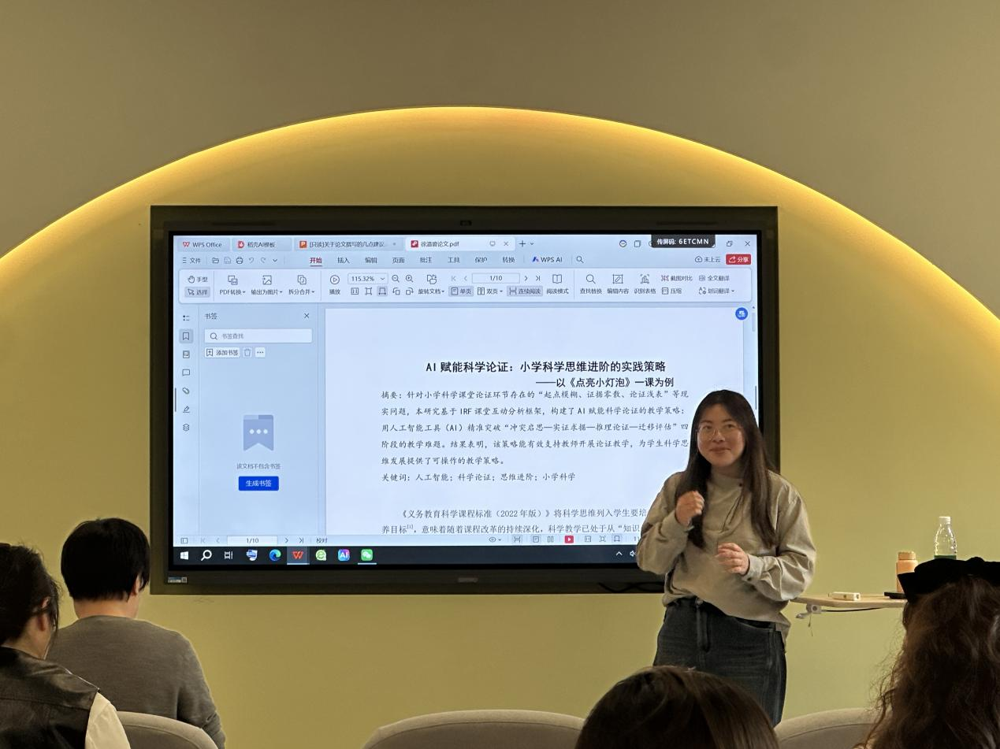 WPS Office
稻壳AI模板
[只读]关于论文撰写的几点建议...
论文.pdf
传屏码: 6ETCMN
文件
开始
插入
编辑
页面
批注
工具
保护
转换
WPS AI
未上云
分享
手型
选择
PDF转换
输出为图片
拆分合并
播放
115.32%
旋转文档
1/10
单页
双页
连续阅读
阅读模式
查找替换
编辑内容
识别表格
截图对比
压缩
全文翻译
划词翻译
书签
书签查找
添加书签
该文档不包含书签
生成书签
AI 赋能科学论证：小学科学思维进阶的实践策略
——以《点亮小灯泡》一课为例
摘要：针对小学科学课堂论证环节存在的“起点模糊、证据零散、论证浅表”等现
实问题，本研究基于 IRF 课堂互动分析框架，构建了 AI 赋能科学论证的教学策略：
用人工智能工具（AI）精准突破“冲突启思—实证求据—推理论证—迁移评估”四
阶段的教学难题。结果表明，该策略能有效支持教师开展论证教学，为学生科学思
维发展提供了可操作的教学策略。
关键词：人工智能；科学论证；思维进阶；小学科学
《义务教育科学课程标准（2022 年版）》将科学思维列入学生要培
养目标[1]，意味着随着课程改革的持续深化，科学教学已处于从“知识
1/10
校对